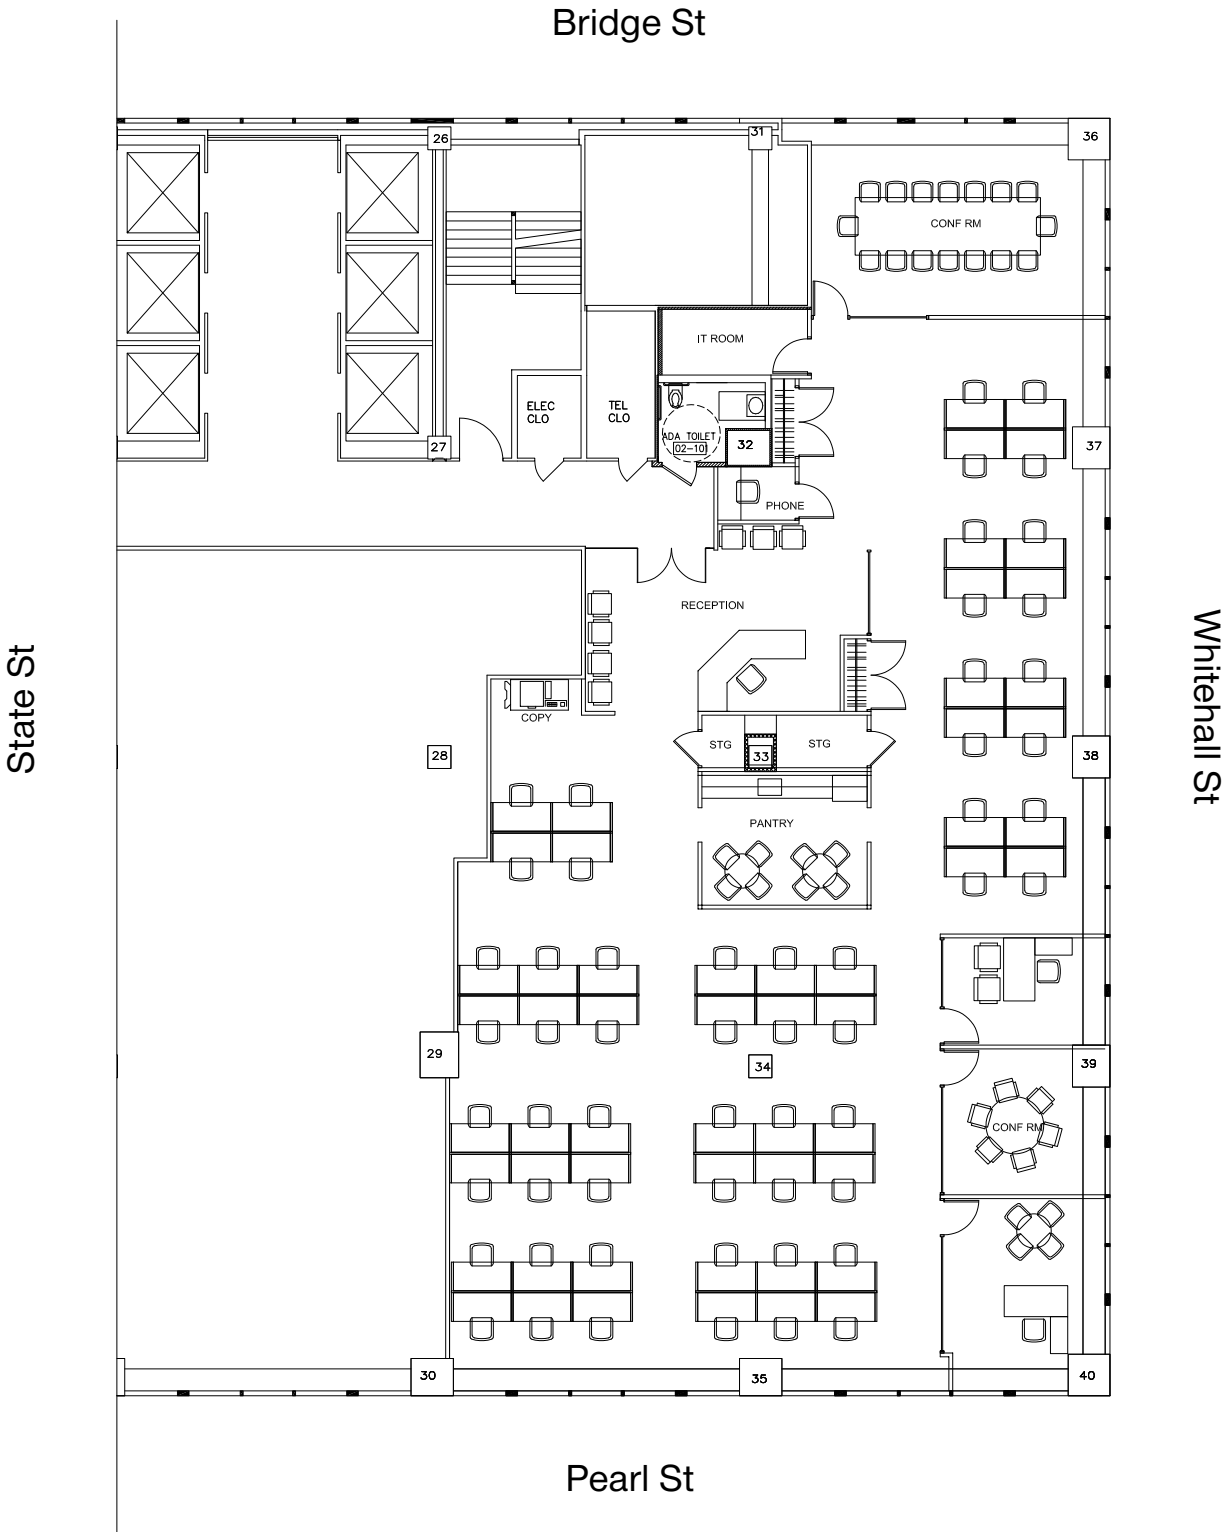 Bridge St
26
31
36
CONF RM
IT ROOM
ELEC
CLO
TEL
CLO
ADA TOILET
02-10
27
32
37
PHONE
RECEPTION
State St
Whitehall St
COPY
28
STG
33
STG
38
PANTRY
29
34
39
CONF RM
30
35
40
Pearl St